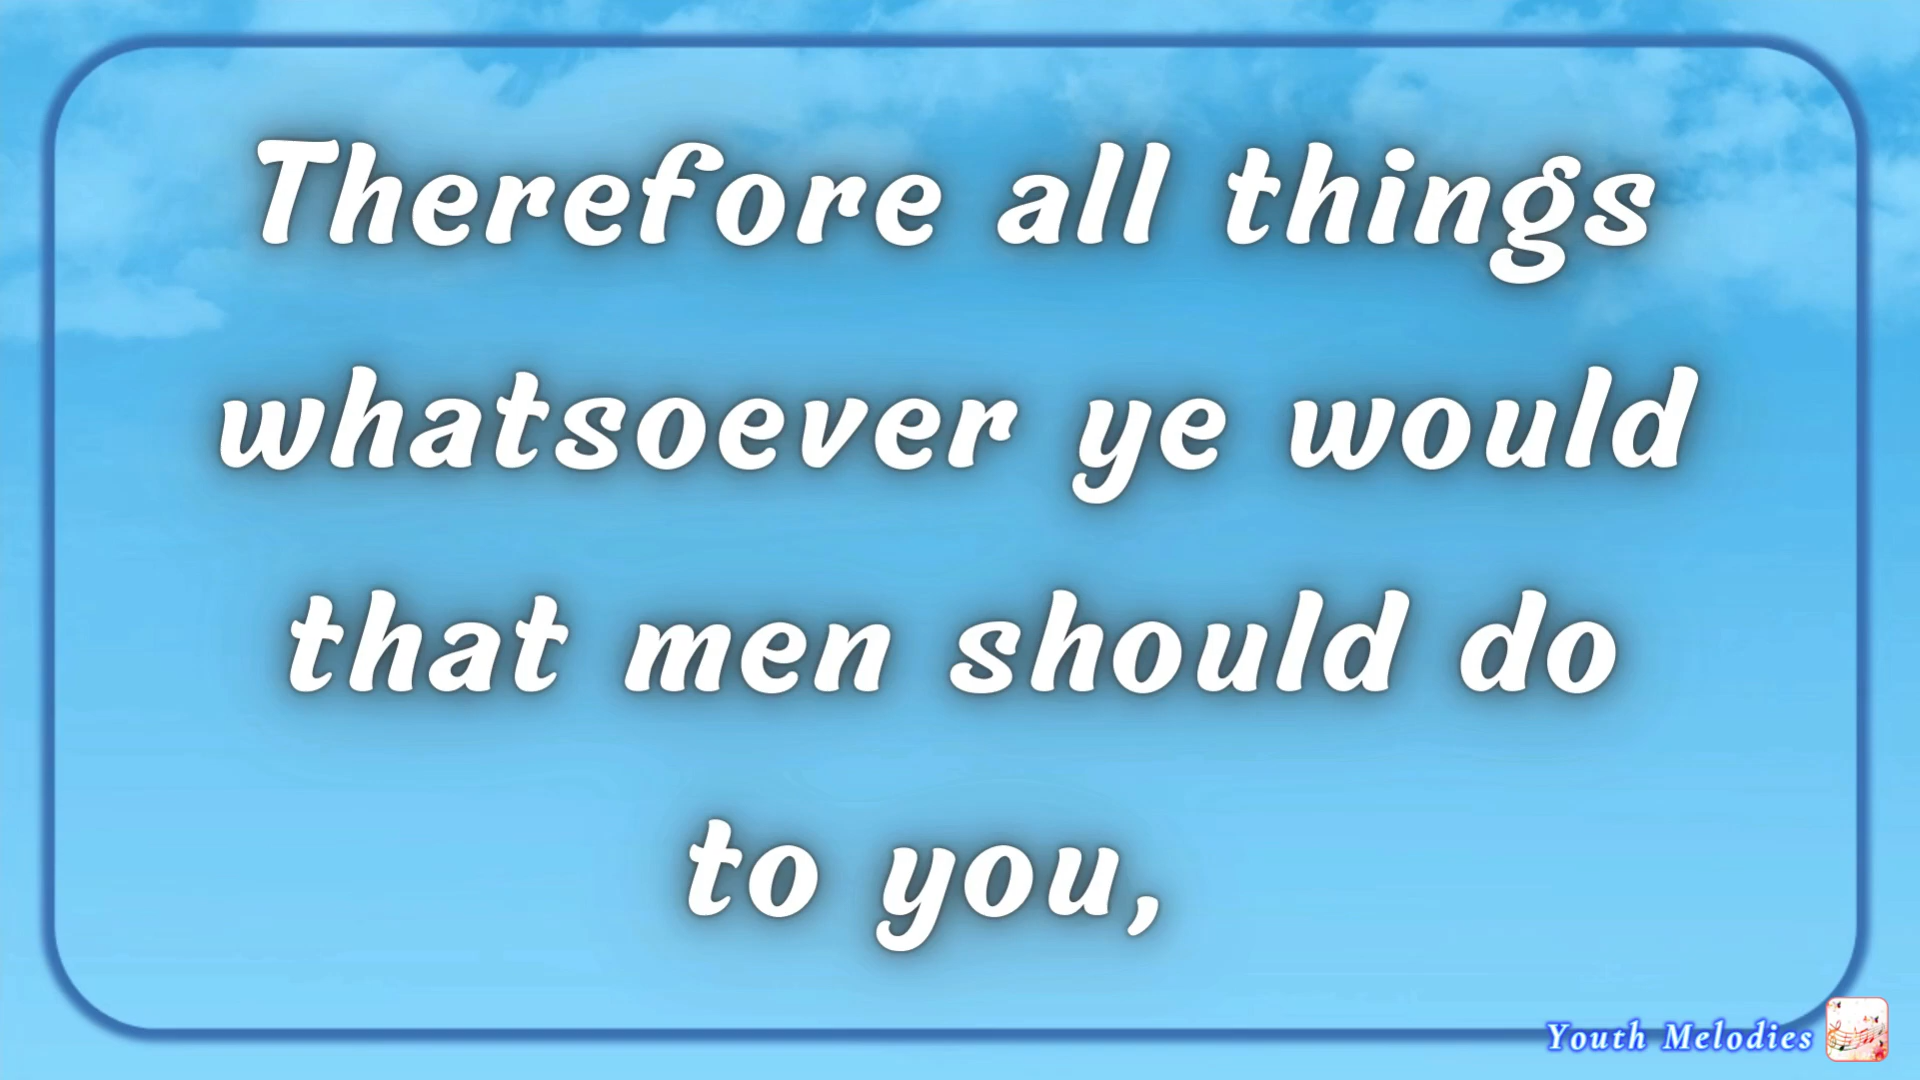 Therefore all things
whatsoever ye would
that men should do
to you,
Youth Melodies